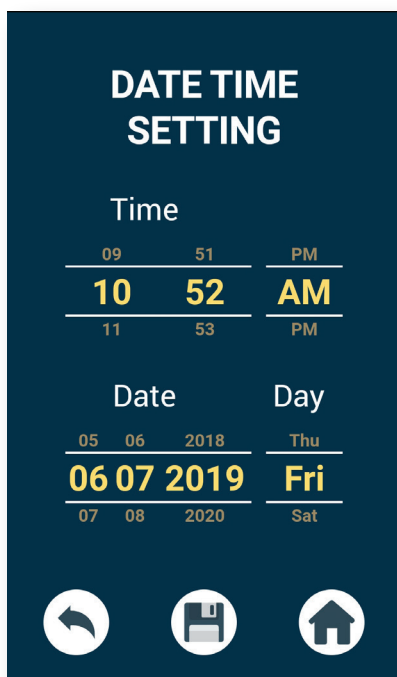 DATE TIME
SETTING
Time
09 51 PM
10 52 AM
11 53 PM
Date Day
05 06 2018 Thu
06 07 2019 Fri
07 08 2020 Sat